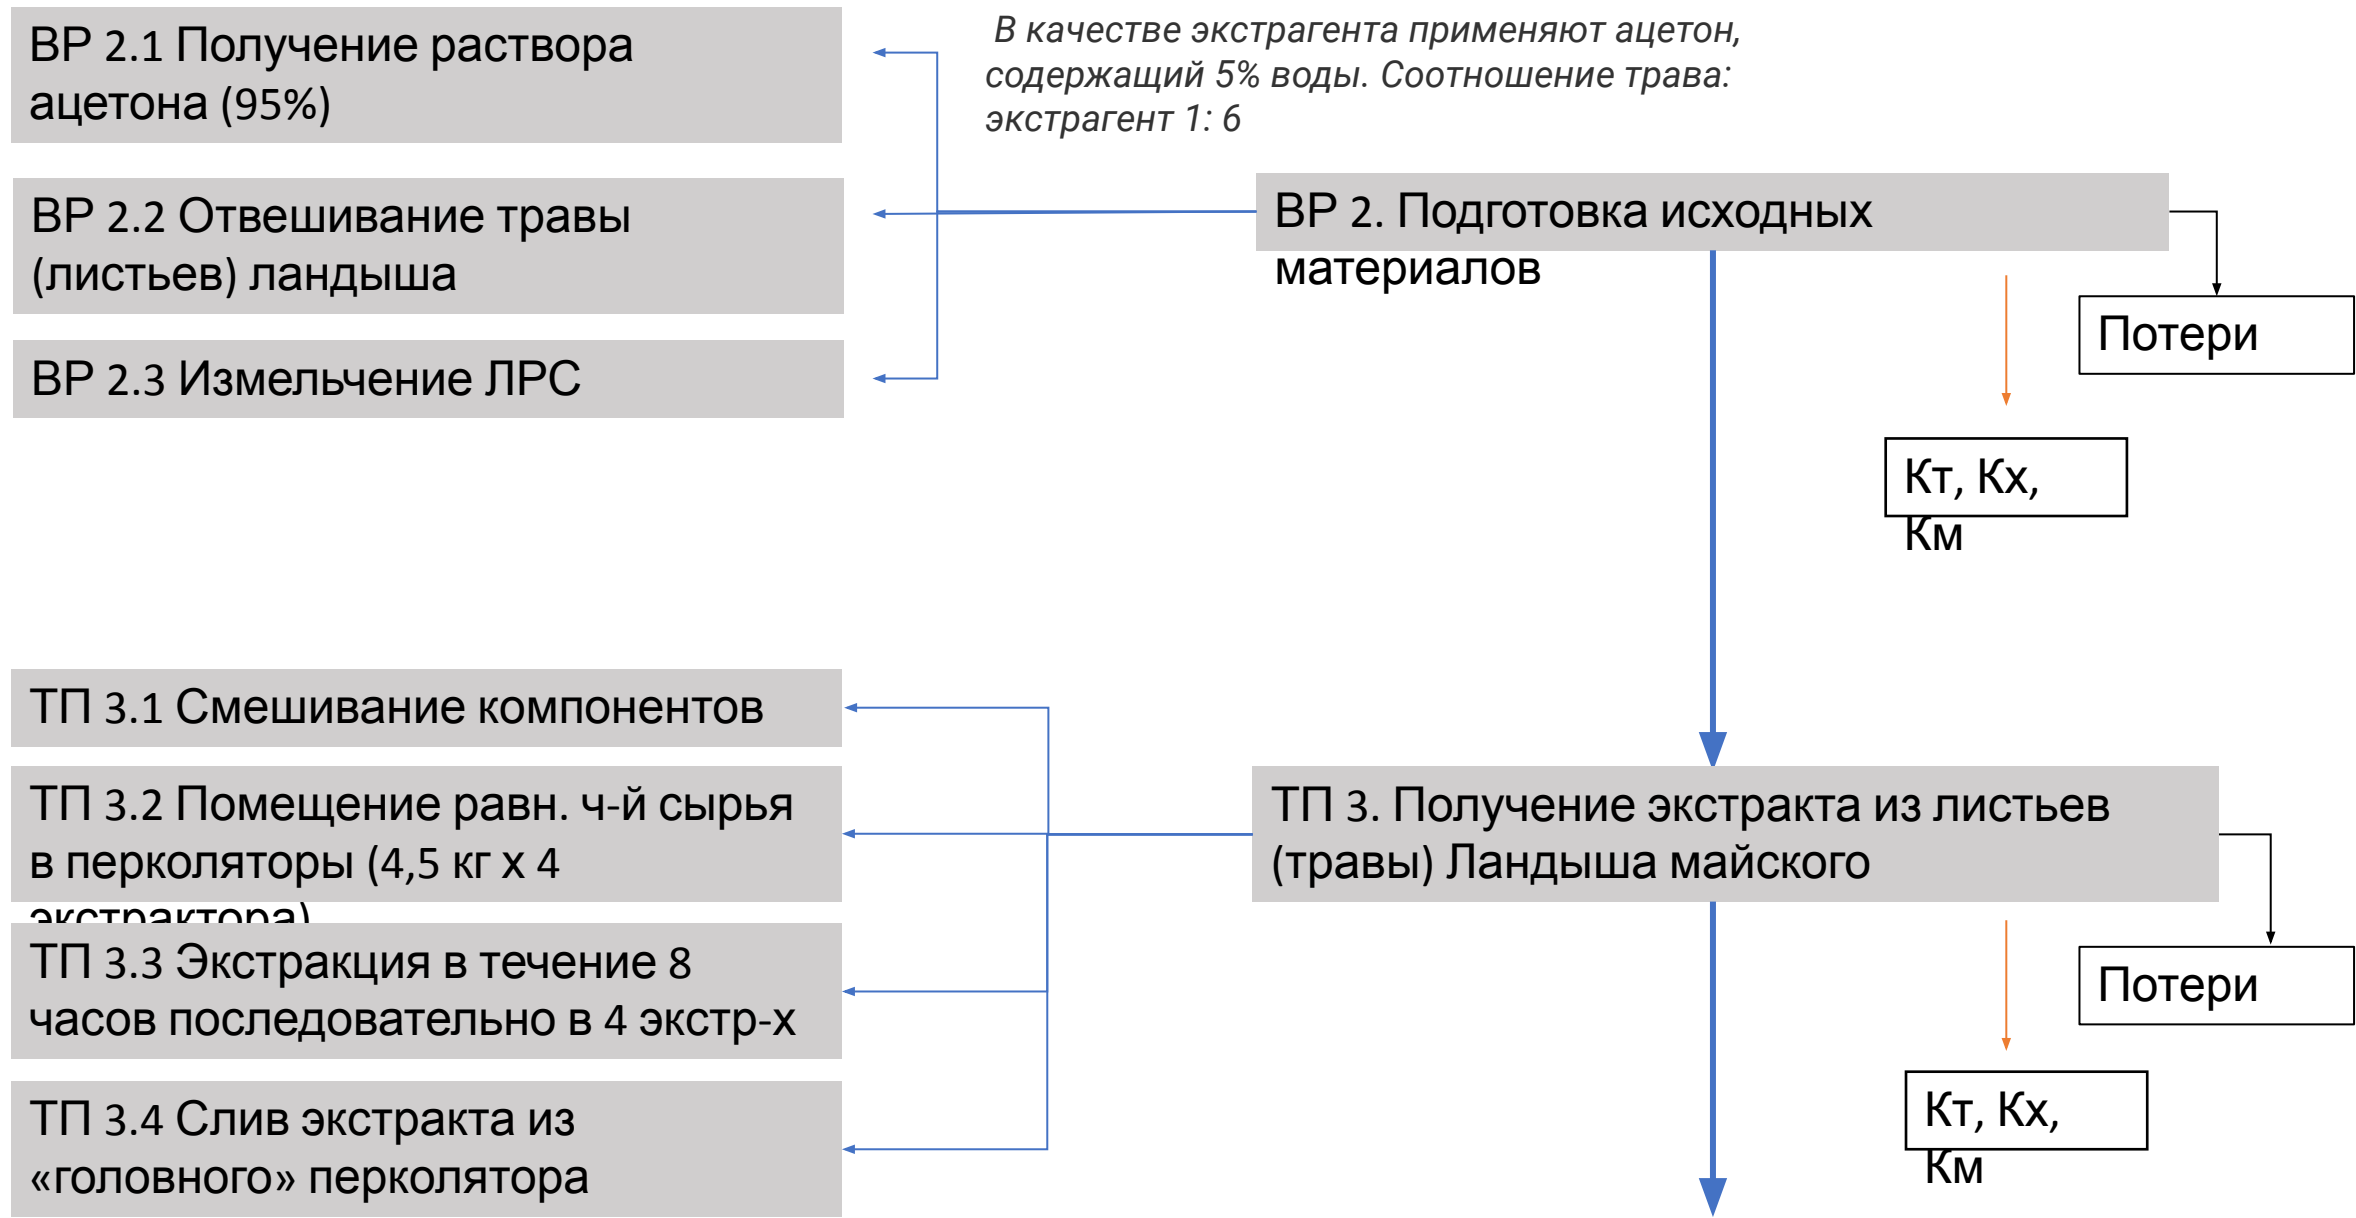 ВР 2.1 Получение раствора
ацетона (95%)
В качестве экстрагента применяют ацетон,
содержащий 5% воды. Соотношение трава:
экстрагент 1: 6
ВР 2.2 Отвешивание травы
(листьев) ландыша
ВР 2. Подготовка исходных
материалов
Потери
ВР 2.3 Измельчение ЛРС
Кт, Кх,
Км
ТП 3.1 Смешивание компонентов
ТП 3.2 Помещение равн. ч-й сырья
в перколяторы (4,5 кг х 4
экстрактора)
ТП 3. Получение экстракта из листьев
(травы) Ландыша майского
ТП 3.3 Экстракция в течение 8
часов последовательно в 4 экстр-х
Потери
ТП 3.4 Слив экстракта из
«головного» перколятора
Кт, Кх,
Км